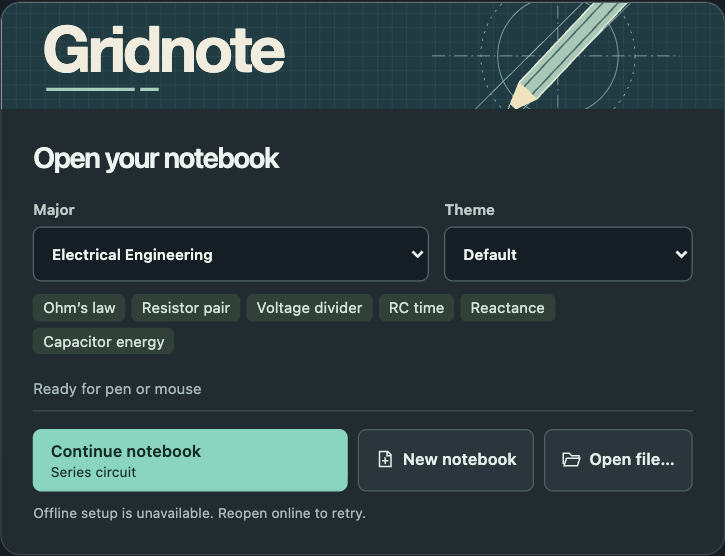 Gridnote
Open your notebook
Major Theme
Electrical Engineering Default
Ohm’s law Resistor pair Voltage divider RC time Reactance
Capacitor energy
Ready for pen or mouse
Continue notebook
Series circuit
New notebook Open file...
Offline setup is unavailable. Reopen online to retry.